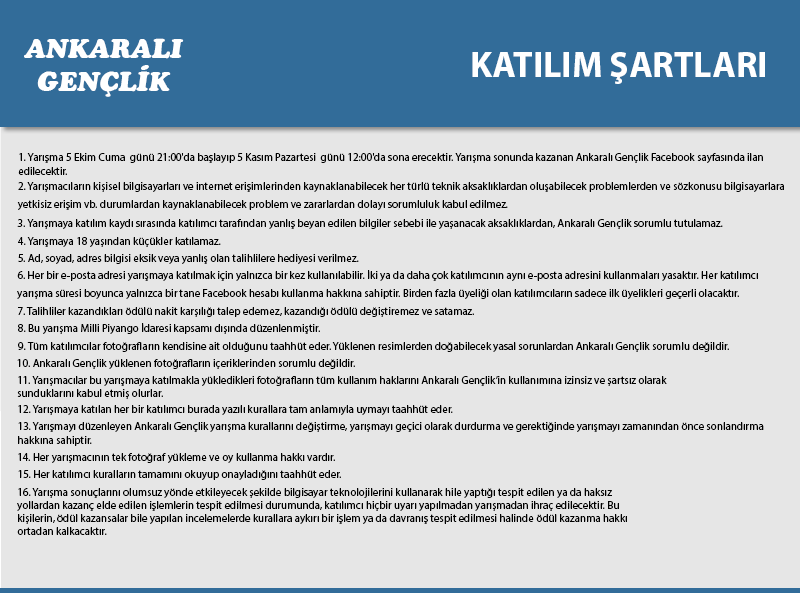 ANKARALI
GENÇLİK
KATILIM ŞARTLARI
1. Yarışma 5 Ekim Cuma günü 21:00'da başlayıp 5 Kasım Pazartesi günü 12:00'da sona erecektir. Yarışma sonunda kazanan Ankaralı Gençlik Facebook sayfasında ilan
edilecektir.
2. Yarışmacıların kişisel bilgisayarları ve internet erişimlerinden kaynaklanabilecek her türlü teknik aksaklıklardan oluşabilecek problemlerden ve sözkonusu bilgisayarlara
yetkisiz erişim vb. durumlardan kaynaklanabilecek problem ve zararlardan dolayı sorumluluk kabul edilmez.
3. Yarışmaya katılım kaydı sırasında katılımcı tarafından yanlış beyan edilen bilgiler sebebi ile yaşanacak aksaklıklardan, Ankaralı Gençlik sorumlu tutulamaz.
4. Yarışmaya 18 yaşından küçükler katılamaz.
5. Ad, soyad, adres bilgisi eksik veya yanlış olan talihlilere hediyesi verilmez.
6. Her bir e-posta adresi yarışmaya katılmak için yalnızca bir kez kullanılabilir. İki ya da daha çok katılımcının aynı e-posta adresini kullanmaları yasaktır. Her katılımcı
yarışma süresi boyunca yalnızca bir tane Facebook hesabı kullanma hakkına sahiptir. Birden fazla üyeliği olan katılımcıların sadece ilk üyelikleri geçerli olacaktır.
7. Talihliler kazandıkları ödülü nakit karşılığı talep edemez, kazandığı ödülü değiştiremez ve satamaz.
8. Bu yarışma Milli Piyango İdaresi kapsamı dışında düzenlenmiştir.
9. Tüm katılımcılar fotoğrafların kendisine ait olduğunu taahhüt eder. Yüklenen resimlerden doğabilecek yasal sorunlardan Ankaralı Gençlik sorumlu değildir.
10. Ankaralı Gençlik yüklenen fotoğrafların içeriklerinden sorumlu değildir.
11. Yarışmacılar bu yarışmaya katılmakla yükledikleri fotoğrafların tüm kullanım haklarını Ankaralı Gençlik'in kullanımına izinsiz ve şartsız olarak
sunduklarını kabul etmiş olurlar.
12. Yarışmaya katılan her bir katılımcı burada yazılı kurallara tam anlamıyla uymayı taahhüt eder.
13. Yarışmayı düzenleyen Ankaralı Gençlik yarışma kurallarını değiştirme, yarışmayı geçici olarak durdurma ve gerektiğinde yarışmayı zamanından önce sonlandırma
hakkına sahiptir.
14. Her yarışmacının tek fotoğraf yükleme ve oy kullanma hakkı vardır.
15. Her katılımcı kuralların tamamını okuyup onayladığını taahhüt eder.
16. Yarışma sonuçlarını olumsuz yönde etkileyecek şekilde bilgisayar teknolojilerini kullanarak hile yaptığı tespit edilen ya da haksız
yollardan kazanç elde edilen işlemlerin tespit edilmesi durumunda, katılımcı hiçbir uyarı yapılmadan yarışmadan ihraç edilecektir. Bu
kişilerin, ödül kazansalar bile yapılan incelemelerde kurallara aykırı bir işlem ya da davranış tespit edilmesi halinde ödül kazanma hakkı
ortadan kalkacaktır.